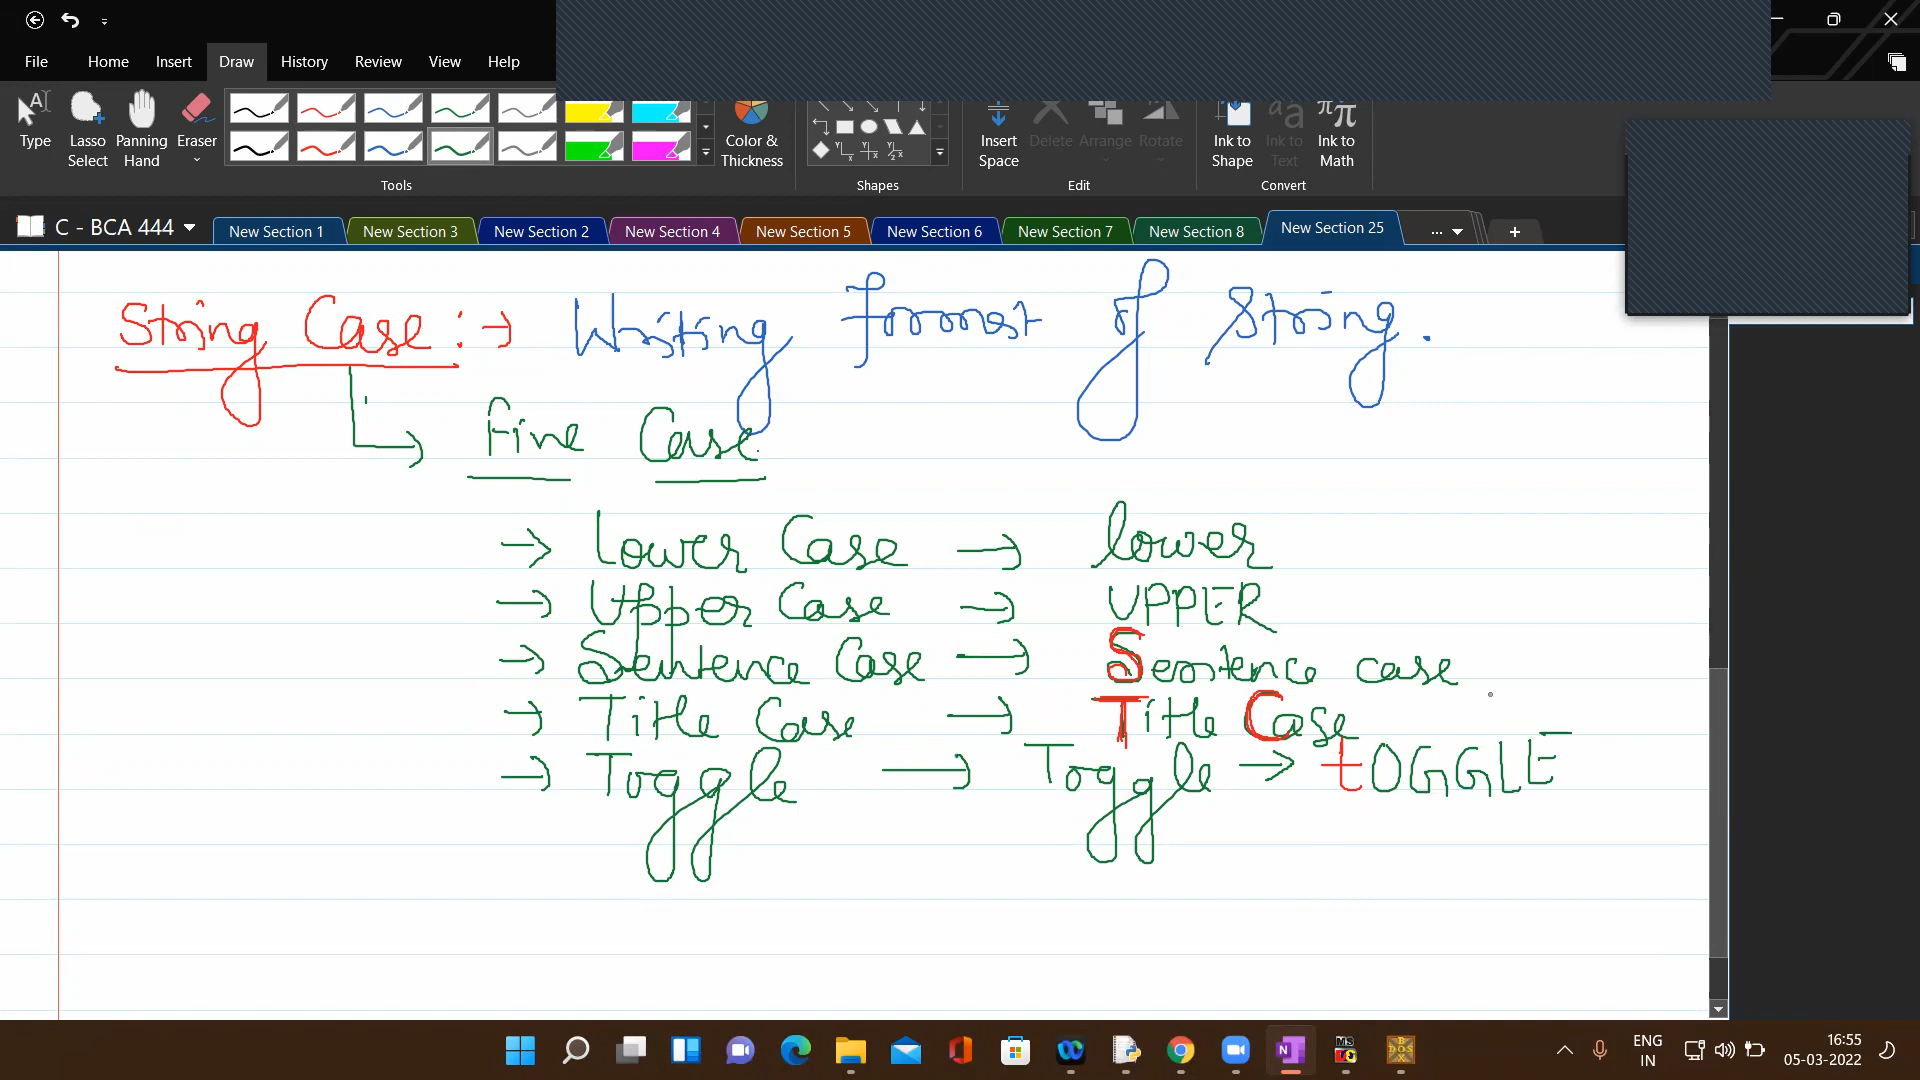 File Home Insert Draw History Review View Help
Type Lasso Select Panning Hand Eraser Color & Thickness Insert Space Delete Arrange Rotate Ink to Shape Ink to Text Ink to Math
Tools Shapes Edit Convert
C - BCA 444 New Section 1 New Section 3 New Section 2 New Section 4 New Section 5 New Section 6 New Section 7 New Section 8 New Section 25 ... +
String Case :→ Writing format of String.
Five Case
→ Lower Case → lower
→ Upper Case → UPPER
→ Sentence Case → Sentence case
→ Title Case → Title Case
→ Toggle → Toggle → tOGGLE
ENG 16:55
IN 05-03-2022